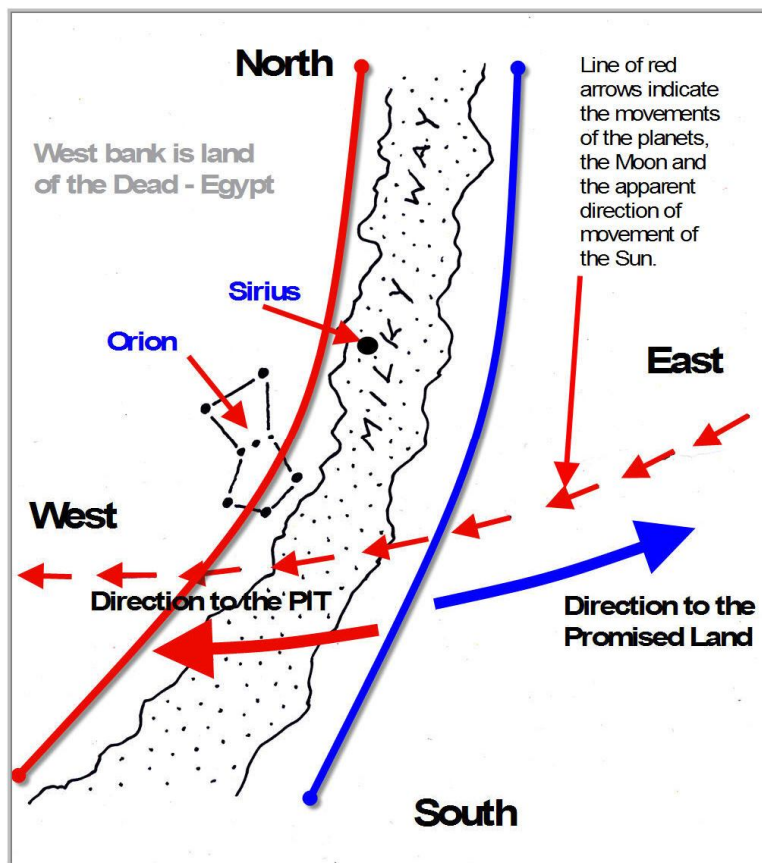 North
West bank is land
of the Dead - Egypt
Line of red
arrows indicate
the movements
of the planets,
the Moon and
the apparent
direction of
movement of
the Sun.
Sirius
Orion
East
West
Direction to the PIT
Direction to the
Promised Land
South